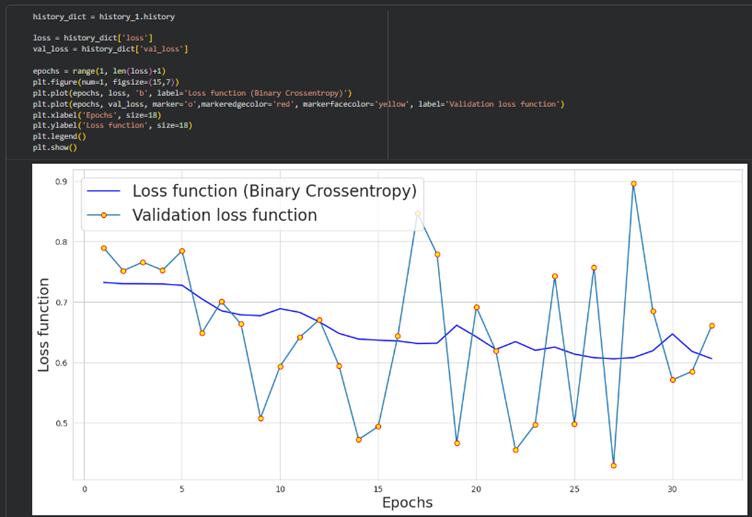 history_dict = history_1.history
loss = history_dict['loss']
val_loss = history_dict['val_loss']
epochs = range(1, len(loss)+1)
plt.figure(num=1, figsize=(15,7))
plt.plot(epochs, loss, 'b', label='Loss function (Binary Crossentropy)')
plt.plot(epochs, val_loss, marker='o',markeredgecolor='red', markerfacecolor='yellow', label='Validation loss function')
plt.xlabel('Epochs', size=18)
plt.ylabel('Loss function', size=18)
plt.legend()
plt.show()
Loss function (Binary Crossentropy)
Validation loss function
0.9
0.8
0.7
0.6
0.5
Loss function
0 5 10 15 20 25 30
Epochs